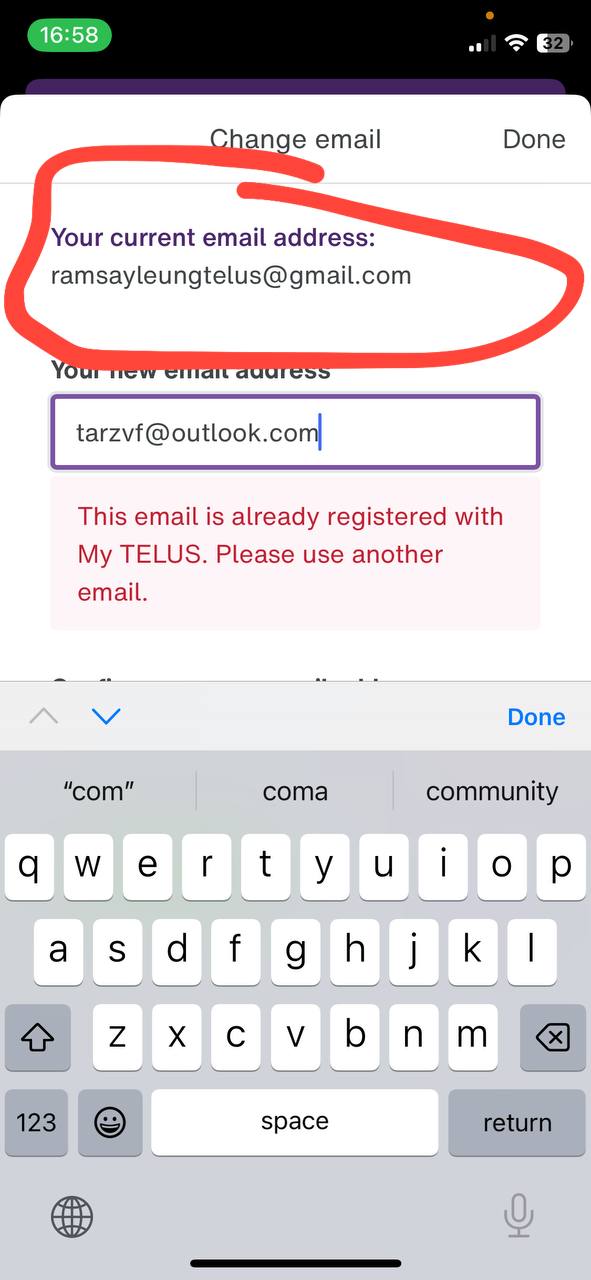 16:58
32
Change email
Done
Your current email address:
ramsayleungtelus@gmail.com
Your new email address
tarzvf@outlook.com
This email is already registered with
My TELUS. Please use another
email.
Done
“com”
coma
community
q w e r t y u i o p
a s d f g h j k l
z x c v b n m
123
space
return